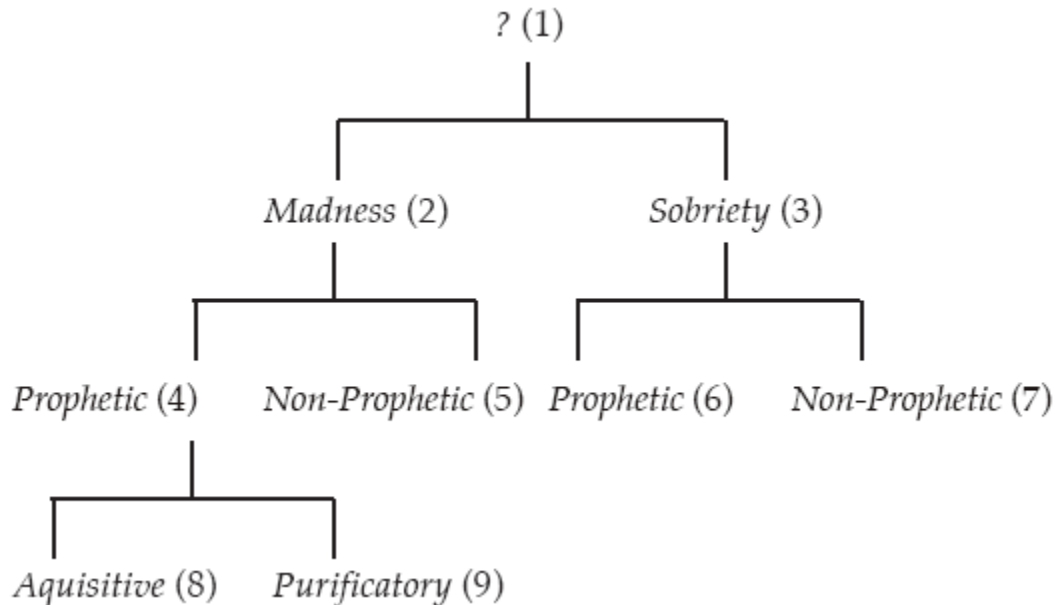 ? (1)
Madness (2) Sobriety (3)
Prophetic (4) Non-Prophetic (5) Prophetic (6) Non-Prophetic (7)
Aquisitive (8) Purificatory (9)